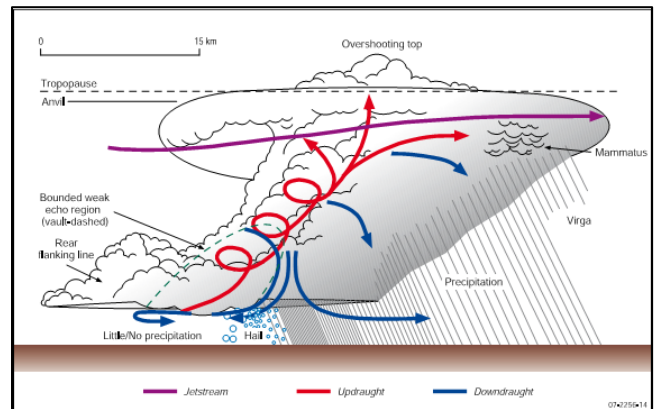 0
15 km
Overshooting top
Tropopause
Anvil
Mammatus
Bounded weak
echo region
(vault-dashed)
Virga
Rear
flanking line
Precipitation
Little/No precipitation
Hail
Jetstream
Updraught
Downdraught
07-2256-14